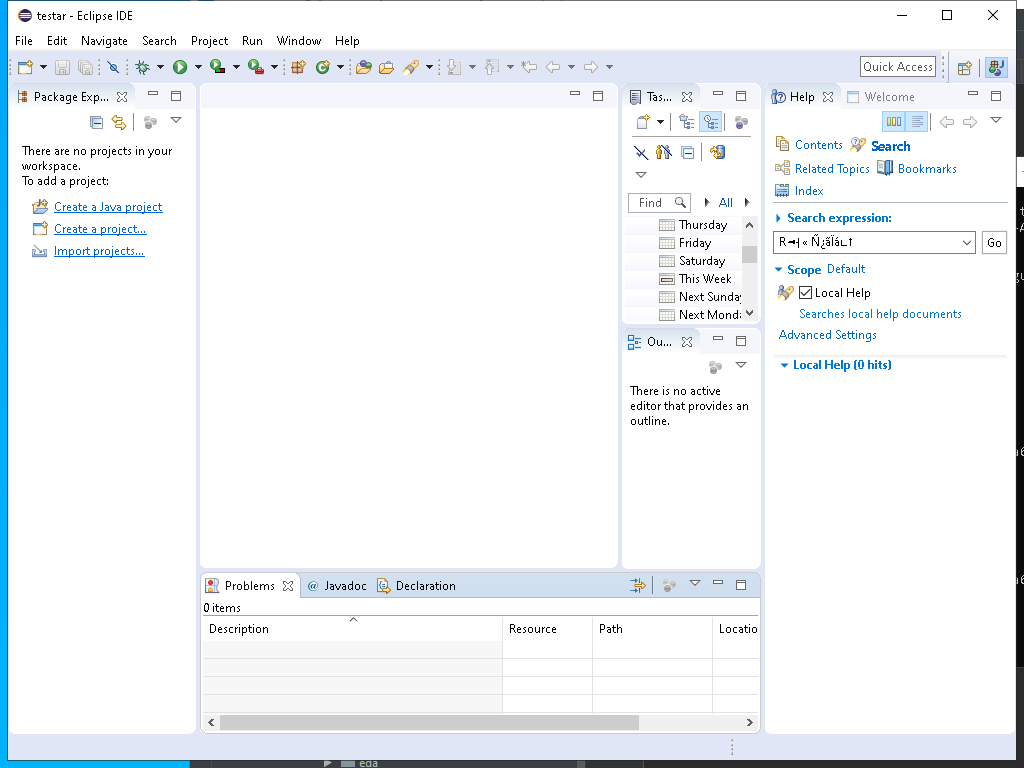 testar - Eclipse IDE
File Edit Navigate Search Project Run Window Help
Quick Access
Package Exp...
There are no projects in your
workspace.
To add a project:
Create a Java project
Create a project...
Import projects...
Tas...
Find
All
Thursday
Friday
Saturday
This Week
Next Sunday
Next Mond
Ou...
There is no active
editor that provides an
outline.
Help Welcome
Contents Search
Related Topics Bookmarks
Index
Search expression:
Go
Scope Default
Local Help
Searches local help documents
Advanced Settings
Local Help (0 hits)
Problems @ Javadoc Declaration
0 items
Description Resource Path Locatio
eda